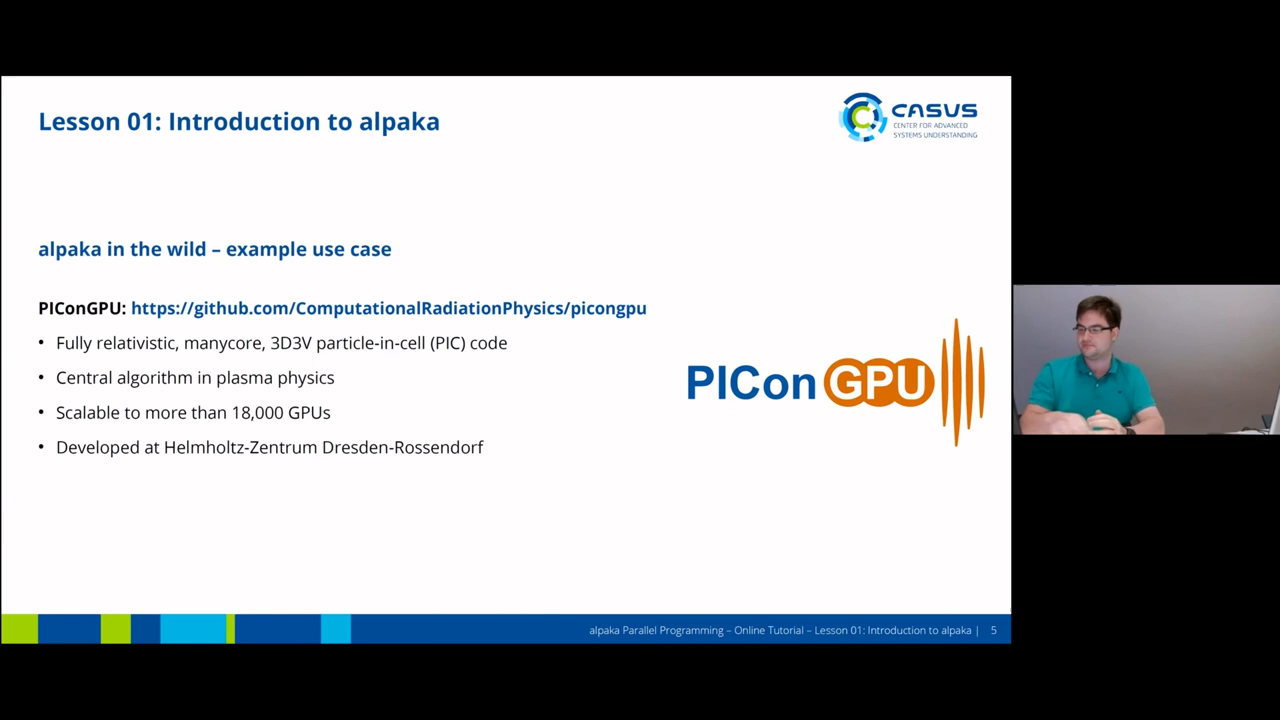 Lesson 01: Introduction to alpaka
CASUS
CENTER FOR ADVANCED
SYSTEMS UNDERSTANDING
alpaka in the wild – example use case
PIConGPU: https://github.com/ComputationalRadiationPhysics/picongpu
• Fully relativistic, manycore, 3D3V particle-in-cell (PIC) code
• Central algorithm in plasma physics
• Scalable to more than 18,000 GPUs
• Developed at Helmholtz-Zentrum Dresden-Rossendorf
PICon GPU
alpaka Parallel Programming – Online Tutorial – Lesson 01: Introduction to alpaka | 5